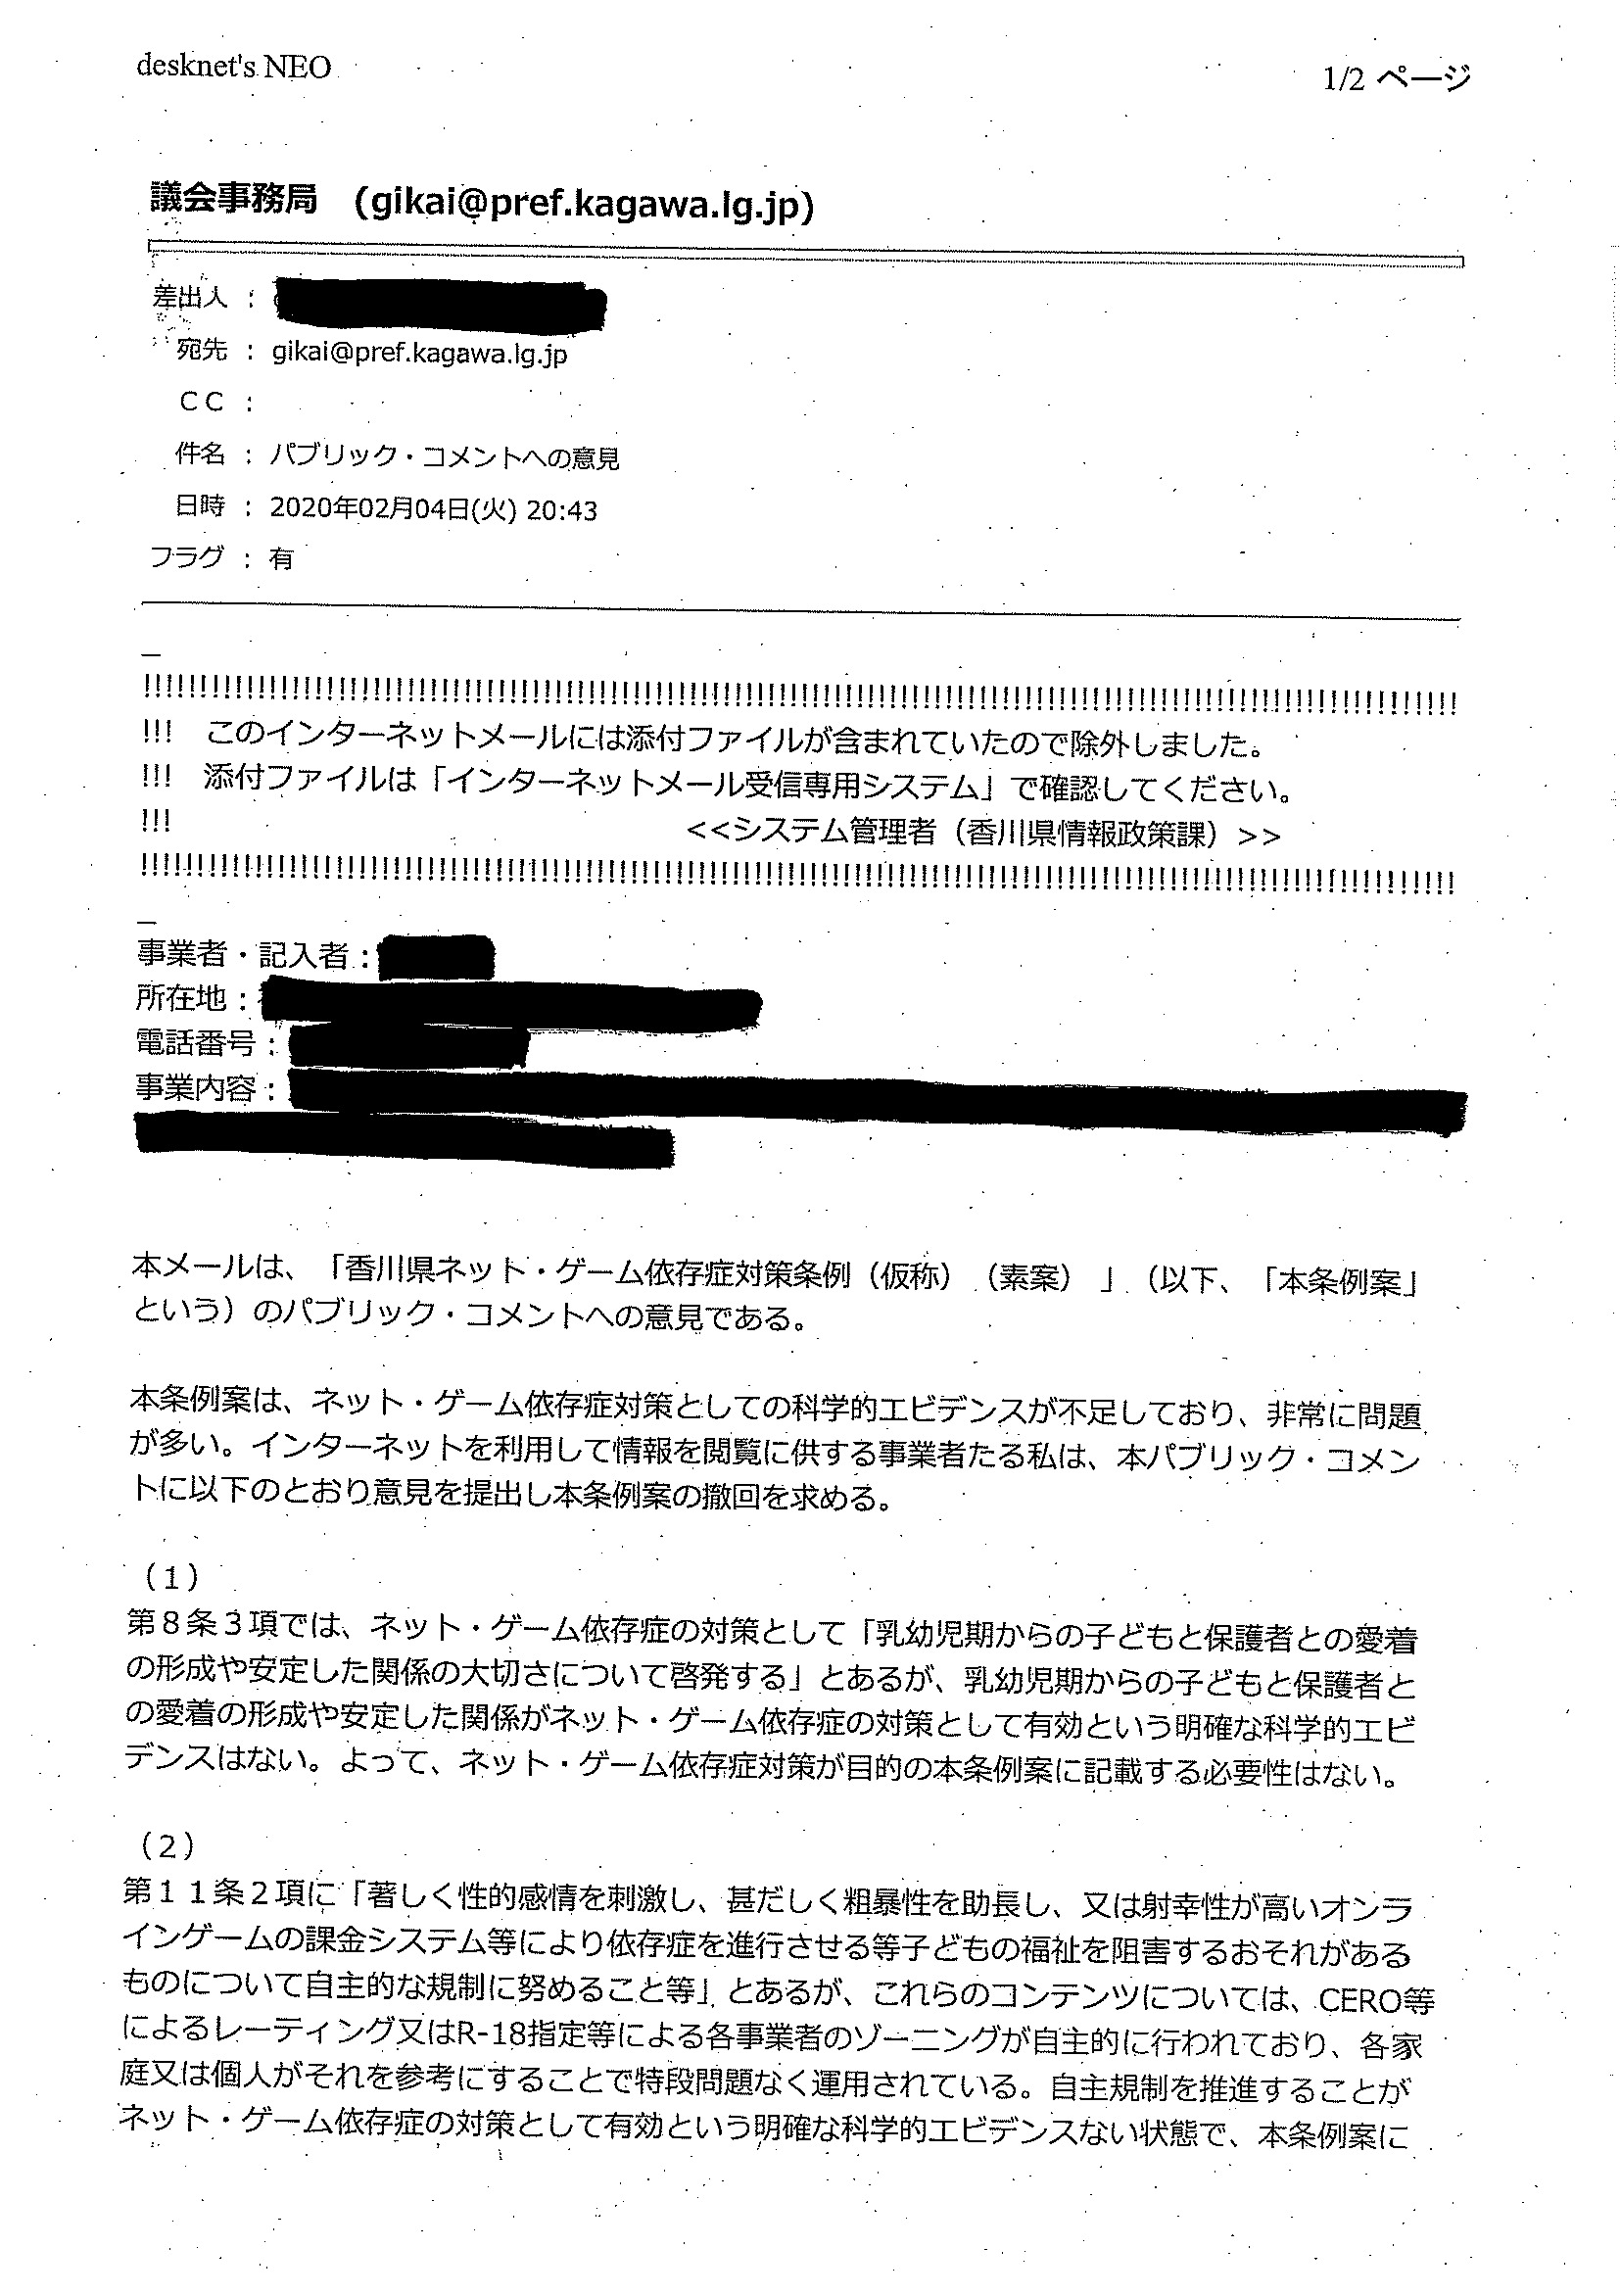 desknet's NEO
1/2 ページ
議会事務局 (gikai@pref.kagawa.lg.jp)
差出人 :
宛先 : gikai@pref.kagawa.lg.jp
CC :
件名 : パブリック・コメントへの意見
日時 : 2020年02月04日(火) 20:43
フラグ : 有
!!!!!!!!!!!!!!!!!!!!!!!!!!!!!!!!!!!!!!!!!!!!!!!!!!!!!!!!!!!!!!!!!!!!!!!!!!!!!!!!!!!!!!!!!!!!!!!!!!!!!!!!!!!!!!
!!! このインターネットメールには添付ファイルが含まれていたので除外しました。
!!! 添付ファイルは「インターネットメール受信専用システム」で確認してください。
!!! <<システム管理者（香川県情報政策課）>>
!!!!!!!!!!!!!!!!!!!!!!!!!!!!!!!!!!!!!!!!!!!!!!!!!!!!!!!!!!!!!!!!!!!!!!!!!!!!!!!!!!!!!!!!!!!!!!!!!!!!!!!!!!!!!!
事業者・記入者：
所在地：
電話番号：
事業内容：
本メールは、「香川県ネット・ゲーム依存症対策条例（仮称）（素案）」（以下、「本条例案」
という）のパブリック・コメントへの意見である。
本条例案は、ネット・ゲーム依存症対策としての科学的エビデンスが不足しており、非常に問題
が多い。インターネットを利用して情報を閲覧に供する事業者たる私は、本パブリック・コメン
トに以下のとおり意見を提出し本条例案の撤回を求める。
（1）
第８条３項では、ネット・ゲーム依存症の対策として「乳幼児期からの子どもと保護者との愛着
の形成や安定した関係の大切さについて啓発する」とあるが、乳幼児期からの子どもと保護者と
の愛着の形成や安定した関係がネット・ゲーム依存症の対策として有効という明確な科学的エビ
デンスはない。よって、ネット・ゲーム依存症対策が目的の本条例案に記載する必要性はない。
（2）
第１１条２項に「著しく性的感情を刺激し、甚だしく粗暴性を助長し、又は射幸性が高いオンラ
インゲームの課金システム等により依存症を進行させる等子どもの福祉を阻害するおそれがある
ものについて自主的な規制に努めること等」とあるが、これらのコンテンツについては、CERO等
によるレーティング又はR-18指定等による各事業者のゾーニングが自主的に行われており、各家
庭又は個人がそれを参考にすることで特段問題なく運用されている。自主規制を推進することが
ネット・ゲーム依存症の対策として有効という明確な科学的エビデンスない状態で、本条例案に